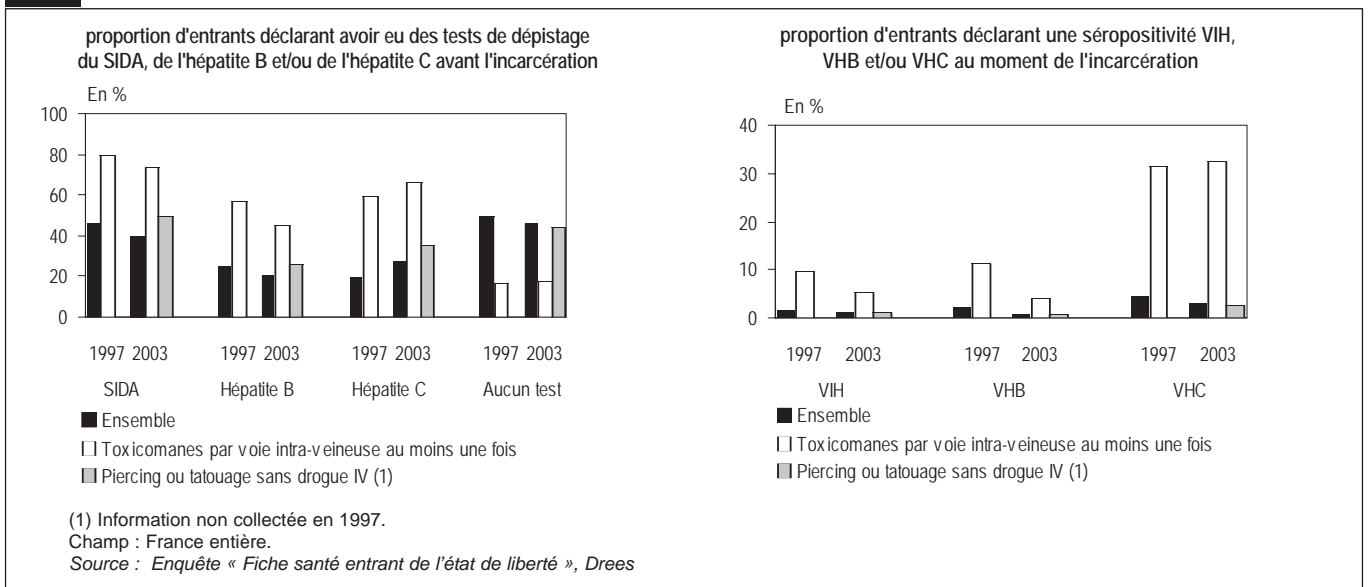 proportion d'entrants déclarant avoir eu des tests de dépistage
du SIDA, de l'hépatite B et/ou de l'hépatite C avant l'incarcération
En %
100
80
60
40
20
0
1997 2003 1997 2003 1997 2003 1997 2003
SIDA Hépatite B Hépatite C Aucun test
Ensemble
Toxicomanes par voie intra-veineuse au moins une fois
Piercing ou tatouage sans drogue IV (1)
proportion d'entrants déclarant une séropositivité VIH,
VHB et/ou VHC au moment de l'incarcération
En %
40
30
20
10
0
1997 2003 1997 2003 1997 2003
VIH VHB VHC
Ensemble
Toxicomanes par voie intra-veineuse au moins une fois
Piercing ou tatouage sans drogue IV (1)
(1) Information non collectée en 1997.
Champ : France entière.
Source : Enquête « Fiche santé entrant de l'état de liberté », Drees